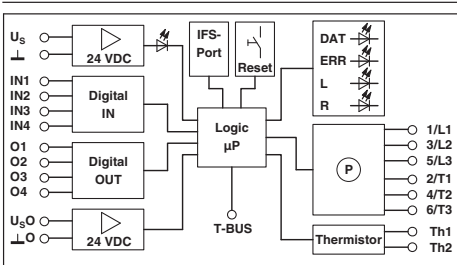 US
⊥
24 VDC
IFS-
Port
Reset
DAT
ERR
L
R
IN1
IN2
IN3
IN4
Digital
IN
Logic
µP
O1
O2
O3
O4
Digital
OUT
P
1/L1
3/L2
5/L3
2/T1
4/T2
6/T3
USO
⊥O
24 VDC
T-BUS
Thermistor
Th1
Th2